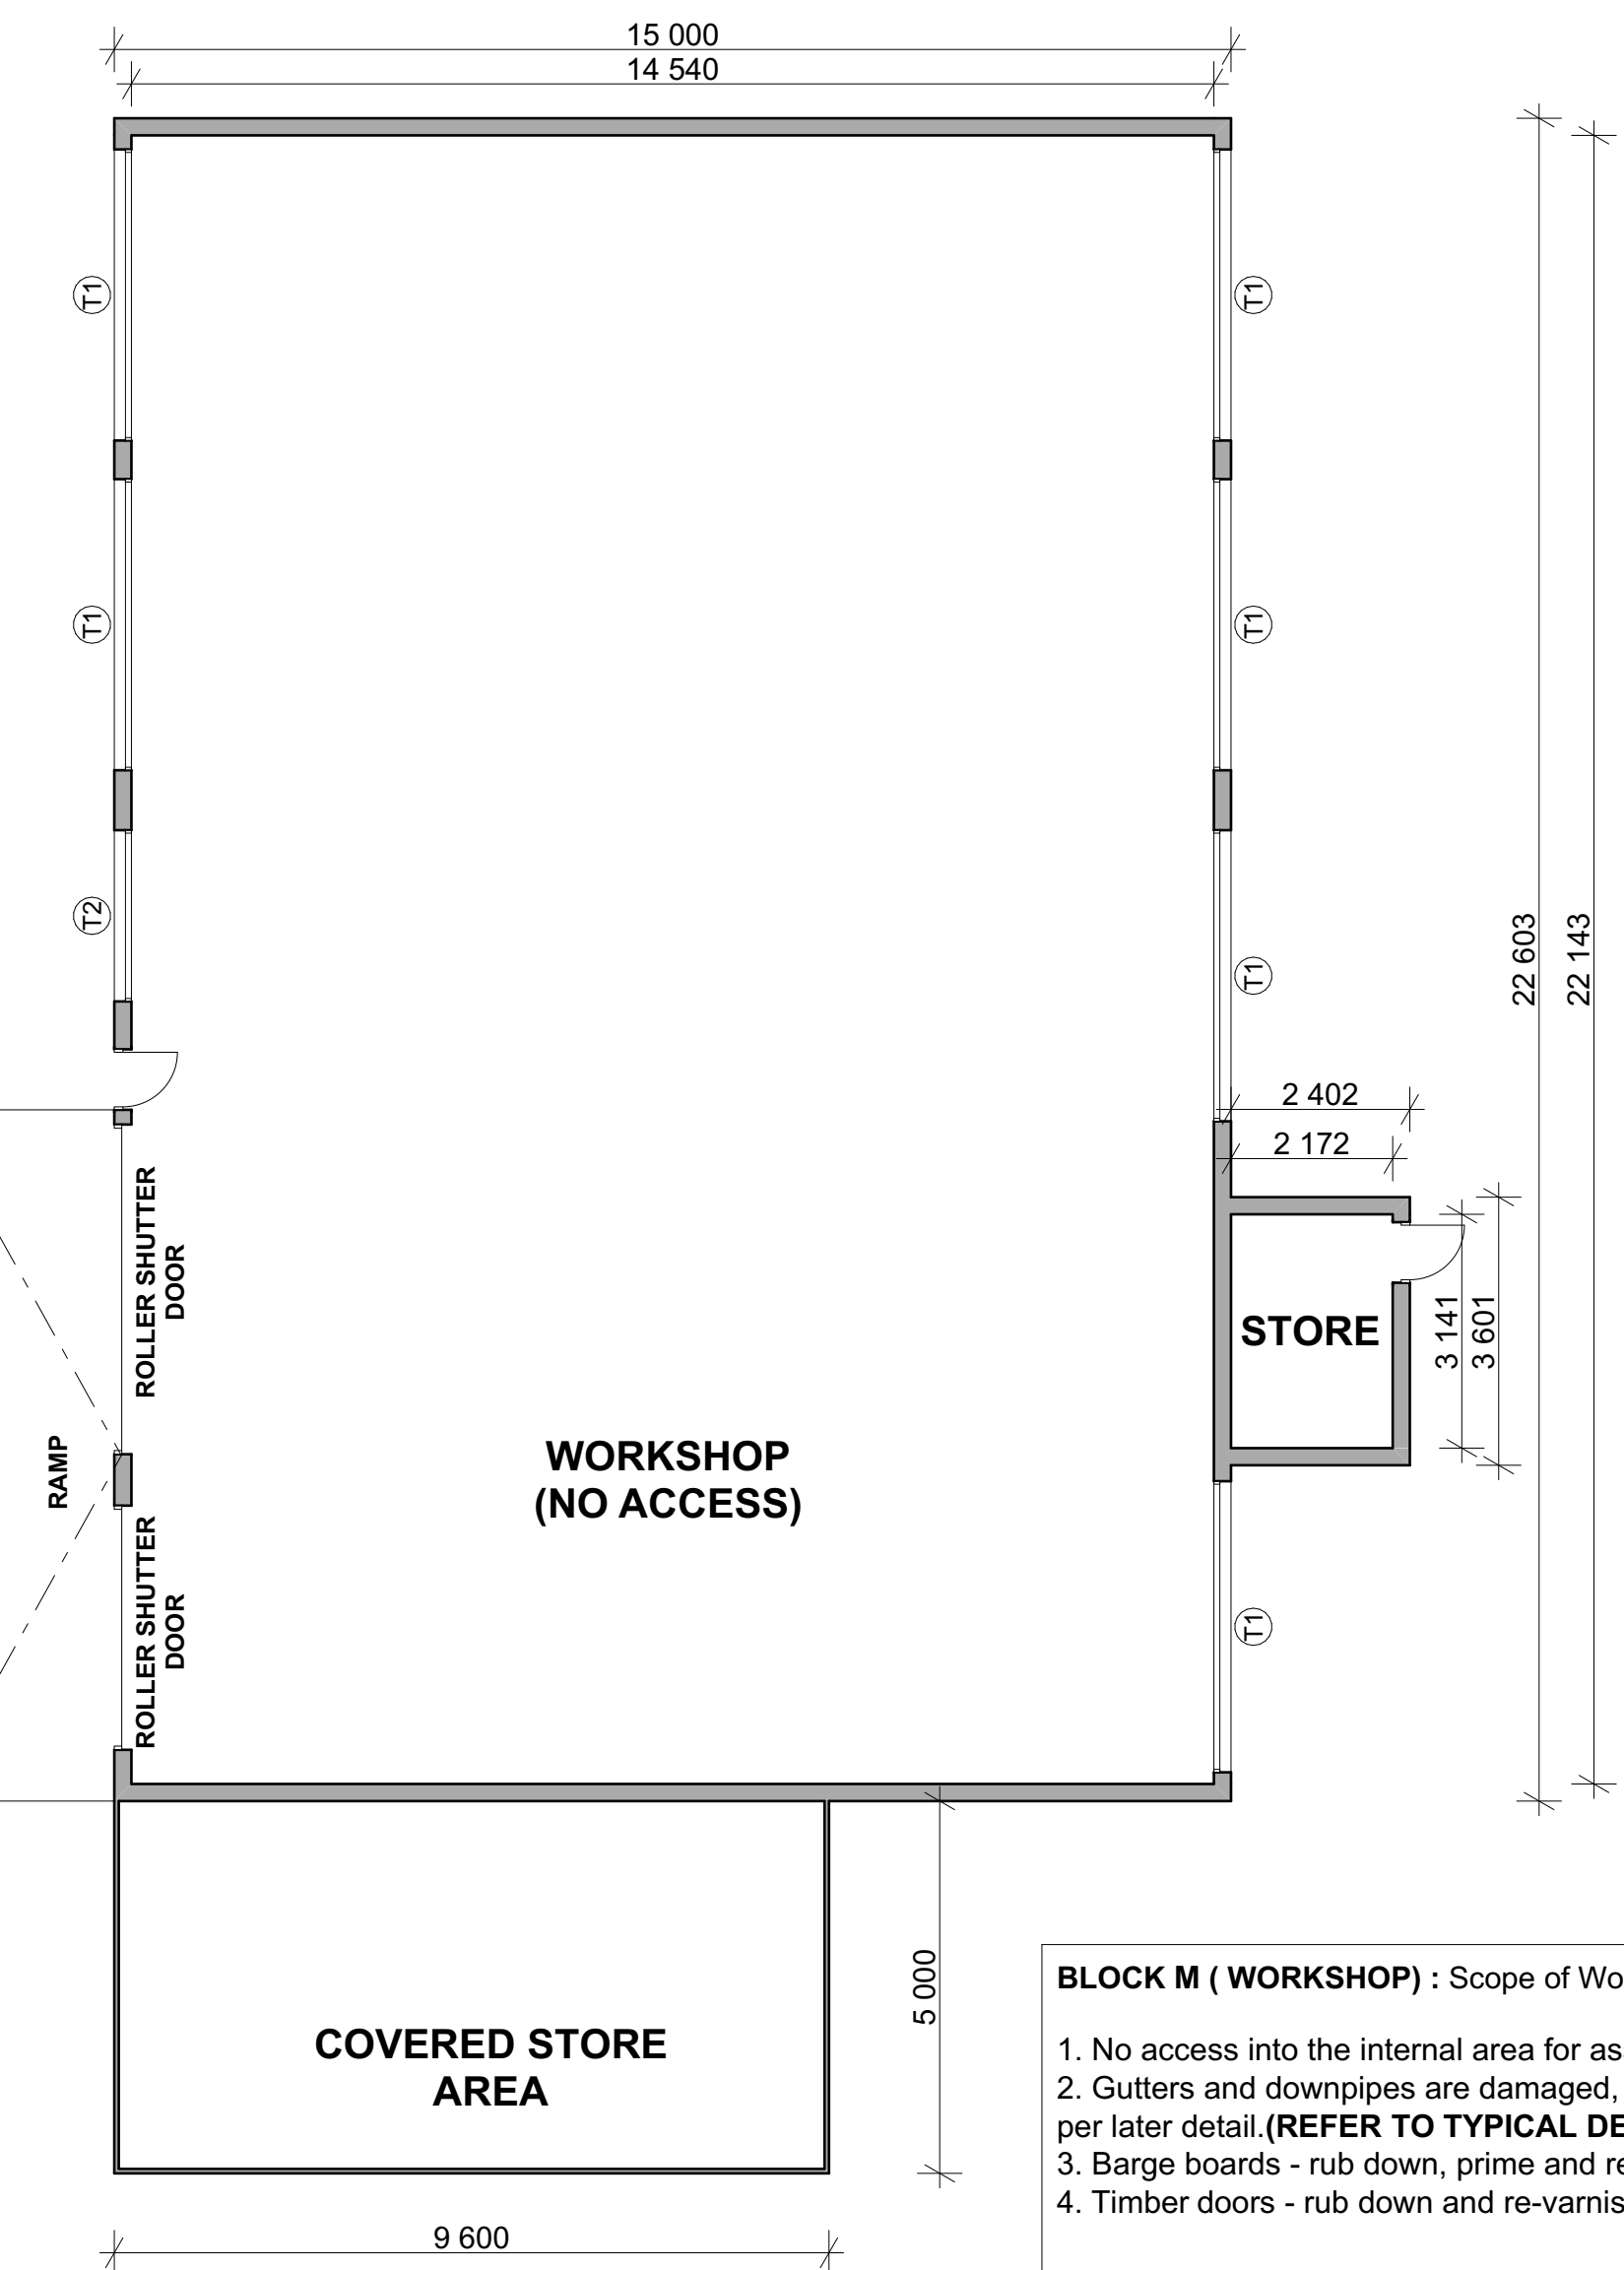 15 000
14 540
T1
T1
T1
T1
T2
T1
22 603
22 143
2 402
2 172
ROLLER SHUTTER
DOOR
STORE
3 141
3 601
RAMP
WORKSHOP
(NO ACCESS)
ROLLER SHUTTER
DOOR
T1
5 000
COVERED STORE
AREA
BLOCK M ( WORKSHOP) : Scope of Wo
1. No access into the internal area for as
2. Gutters and downpipes are damaged,
per later detail.(REFER TO TYPICAL DE
3. Barge boards - rub down, prime and re
4. Timber doors - rub down and re-varnis
9 600